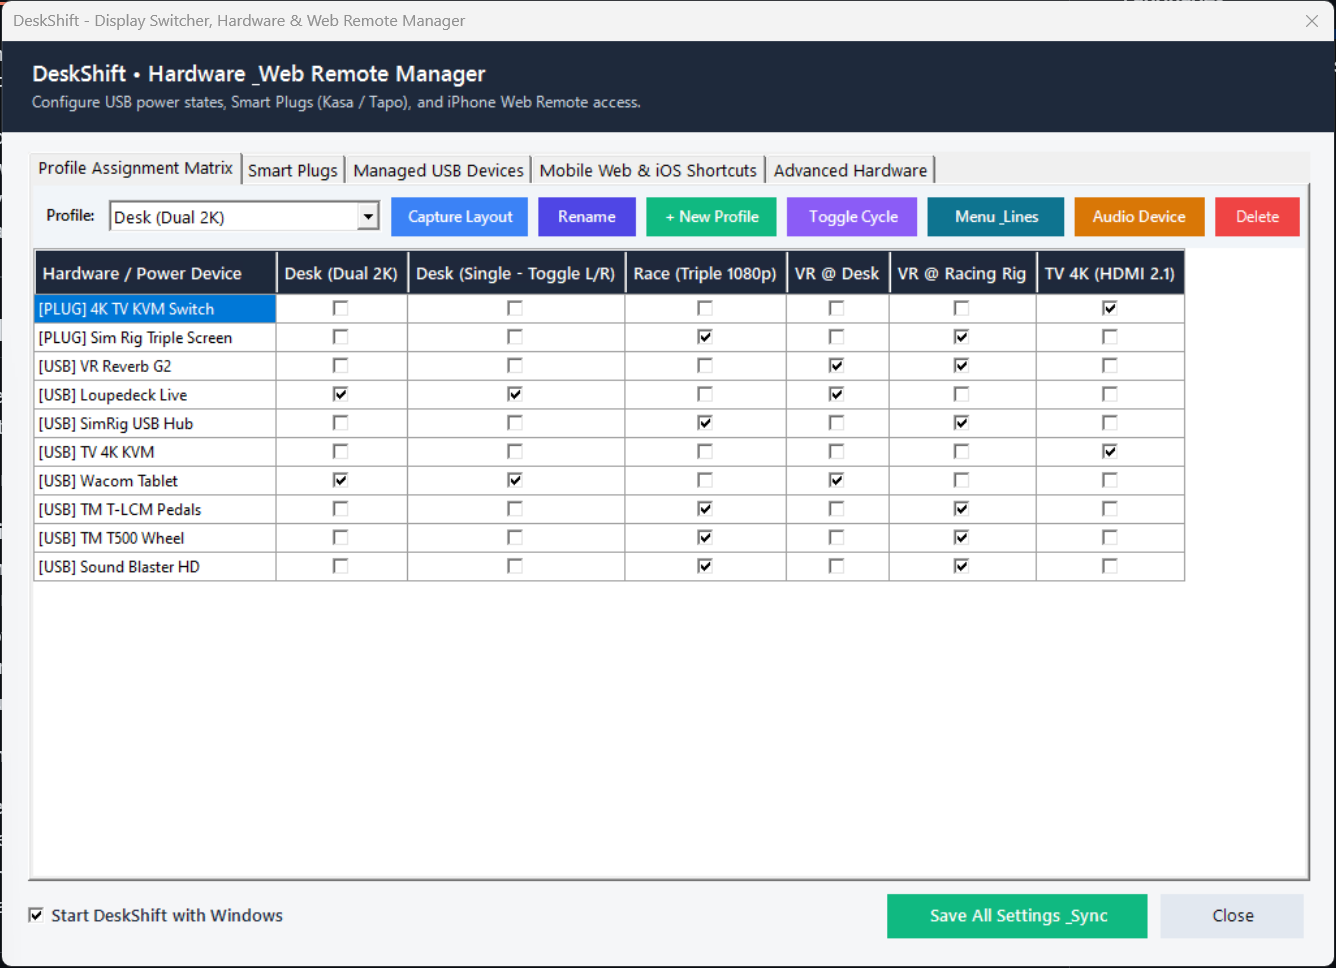 DeskShift - Display Switcher, Hardware & Web Remote Manager
DeskShift • Hardware _Web Remote Manager
Configure USB power states, Smart Plugs (Kasa / Tapo), and iPhone Web Remote access.
Profile Assignment Matrix Smart Plugs Managed USB Devices Mobile Web & iOS Shortcuts Advanced Hardware
Profile: Desk (Dual 2K) Capture Layout Rename + New Profile Toggle Cycle Menu _Lines Audio Device Delete
Hardware / Power Device Desk (Dual 2K) Desk (Single - Toggle L/R) Race (Triple 1080p) VR @ Desk VR @ Racing Rig TV 4K (HDMI 2.1)
[PLUG] 4K TV KVM Switch
[PLUG] Sim Rig Triple Screen
[USB] VR Reverb G2
[USB] Loupedeck Live
[USB] SimRig USB Hub
[USB] TV 4K KVM
[USB] Wacom Tablet
[USB] TM T-LCM Pedals
[USB] TM T500 Wheel
[USB] Sound Blaster HD
Start DeskShift with Windows Save All Settings _Sync Close